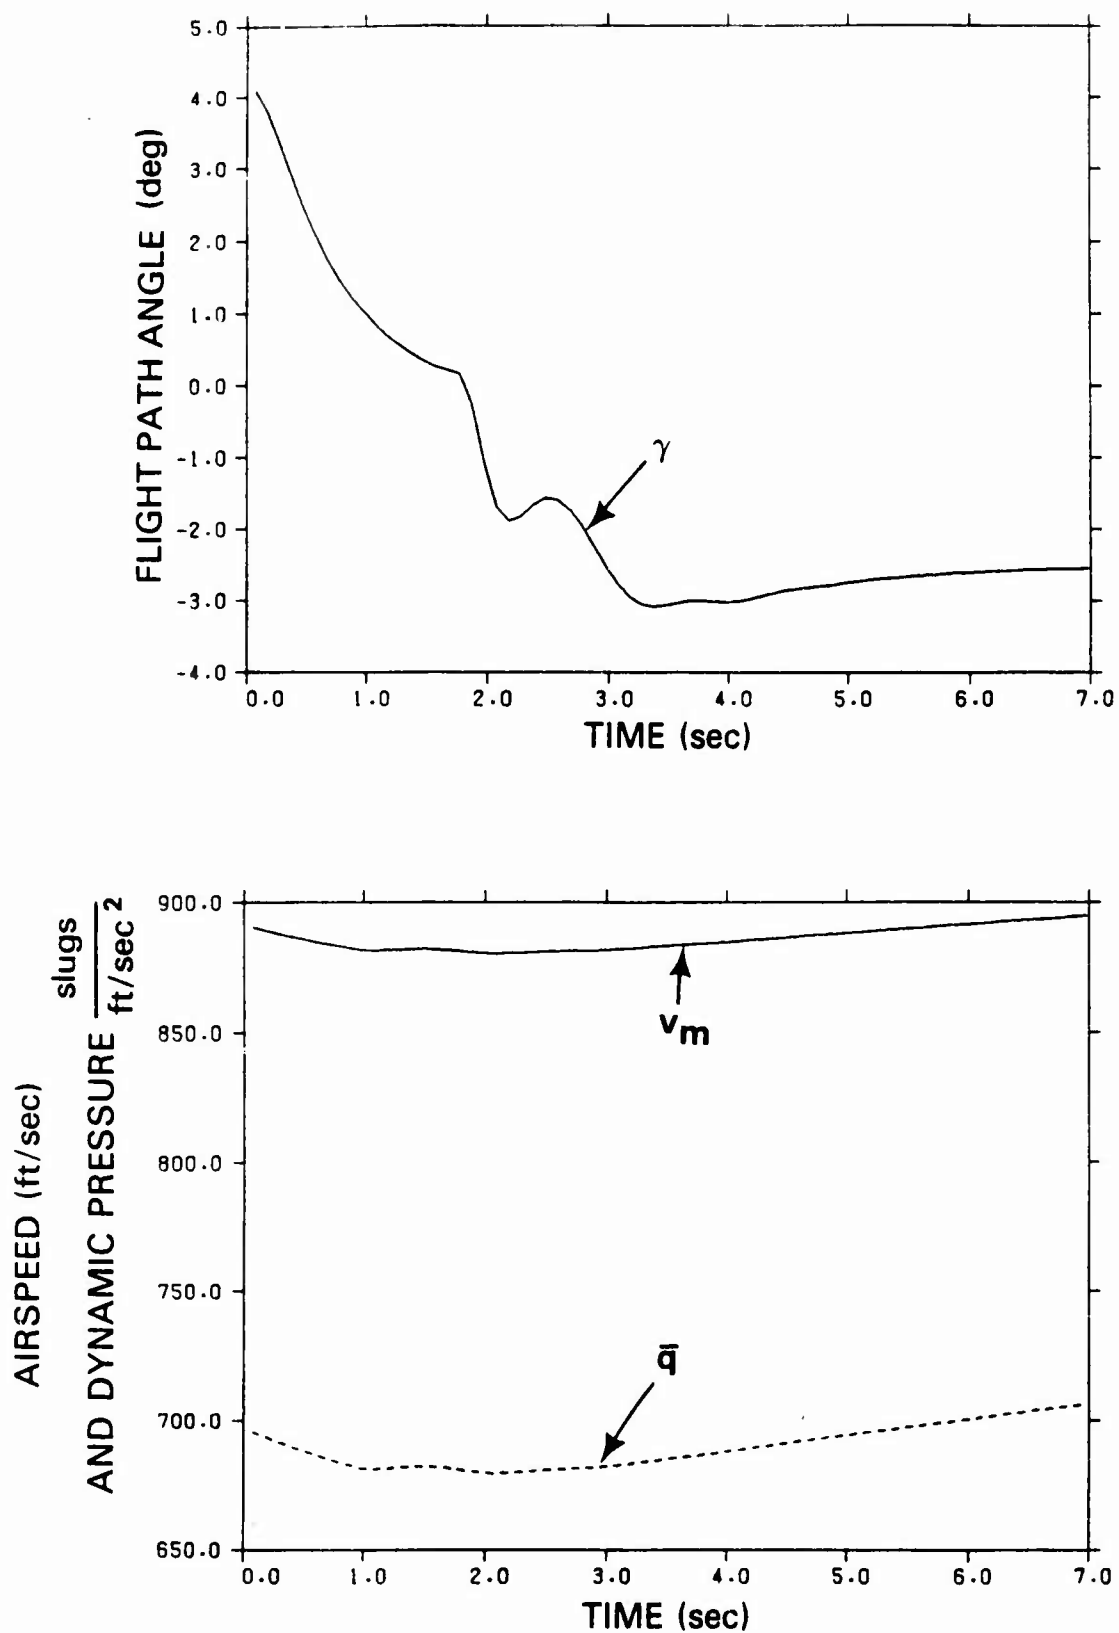 5.0
4.0
3.0
2.0
1.0
0.0
-1.0
-2.0
-3.0
-4.0
FLIGHT PATH ANGLE (deg)
γ
0.0 1.0 2.0 3.0 4.0 5.0 6.0 7.0
TIME (sec)
AIRSPEED (ft/sec)
AND DYNAMIC PRESSURE slugs
ft/sec²
900.0
850.0
800.0
750.0
700.0
650.0
vm
q̄
0.0 1.0 2.0 3.0 4.0 5.0 6.0 7.0
TIME (sec)